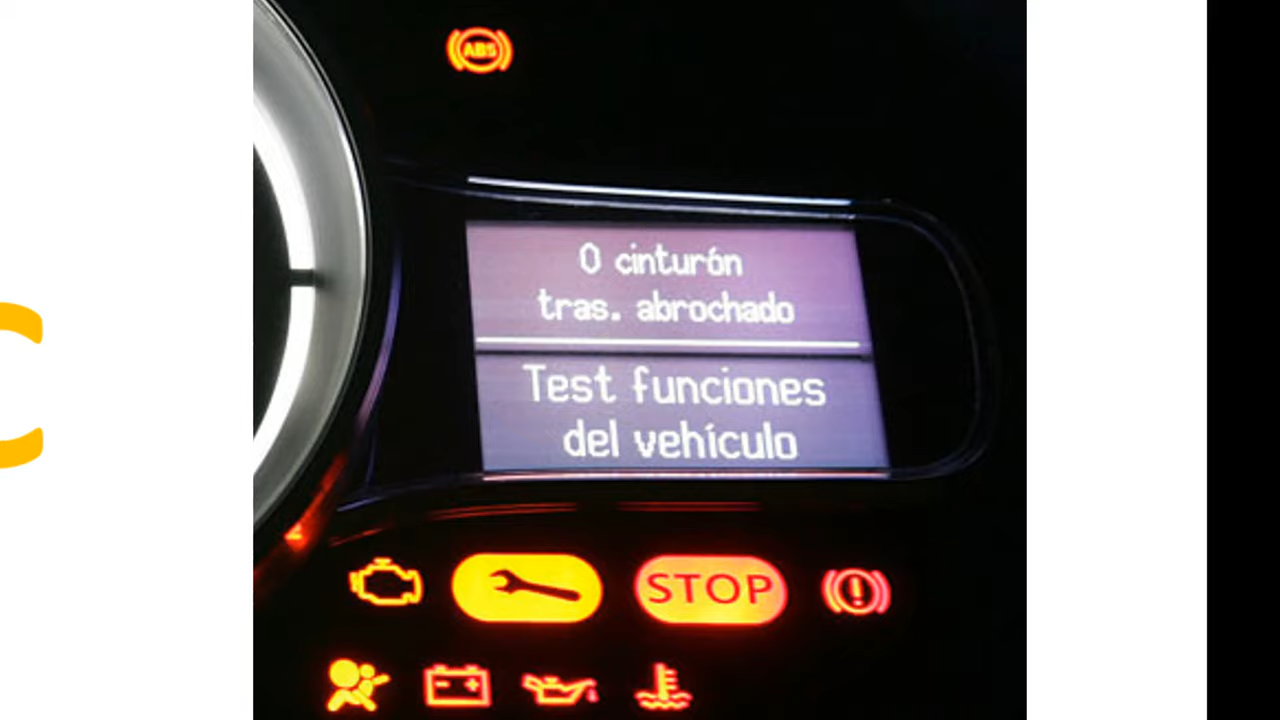 ABS
0 cinturón
tras. abrochado
Test funciones
del vehículo
STOP